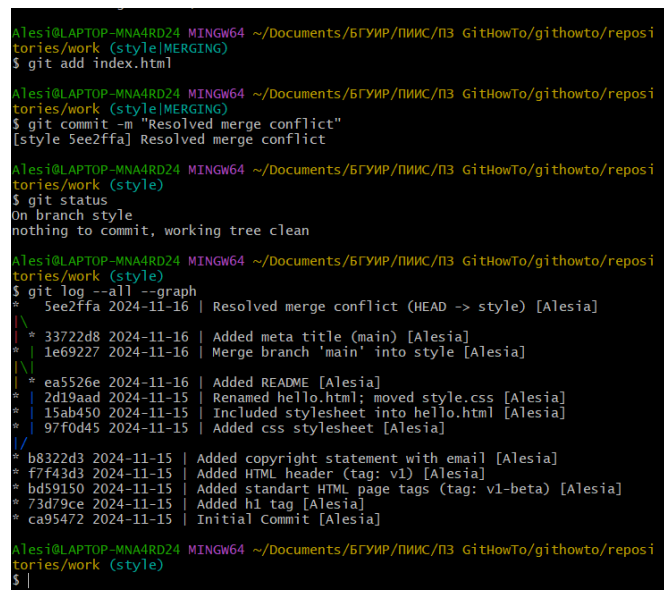 Alesi@LAPTOP-MNA4RD24 MINGW64 ~/Documents/БГУИР/ПИИС/ПЗ GitHowTo/githowto/reposi
tories/work (style|MERGING)
$ git add index.html
Alesi@LAPTOP-MNA4RD24 MINGW64 ~/Documents/БГУИР/ПИИС/ПЗ GitHowTo/githowto/reposi
tories/work (style|MERGING)
$ git commit -m "Resolved merge conflict"
[style 5ee2ffa] Resolved merge conflict
Alesi@LAPTOP-MNA4RD24 MINGW64 ~/Documents/БГУИР/ПИИС/ПЗ GitHowTo/githowto/reposi
tories/work (style)
$ git status
On branch style
nothing to commit, working tree clean
Alesi@LAPTOP-MNA4RD24 MINGW64 ~/Documents/БГУИР/ПИИС/ПЗ GitHowTo/githowto/reposi
tories/work (style)
$ git log --all --graph
*   5ee2ffa 2024-11-16 | Resolved merge conflict (HEAD -> style) [Alesia]
|\
| * 33722d8 2024-11-16 | Added meta title (main) [Alesia]
* | 1e69227 2024-11-16 | Merge branch 'main' into style [Alesia]
|\|
| * ea5526e 2024-11-16 | Added README [Alesia]
* | 2d19aad 2024-11-16 | Renamed hello.html; moved style.css [Alesia]
* | 15ab450 2024-11-16 | Included stylesheet into hello.html [Alesia]
* | 97f0d45 2024-11-15 | Added css stylesheet [Alesia]
|/
* b8322d3 2024-11-15 | Added copyright statement with email [Alesia]
* f7f43d3 2024-11-15 | Added HTML header (tag: v1) [Alesia]
* bd59150 2024-11-15 | Added standart HTML page tags (tag: v1-beta) [Alesia]
* 73d79ce 2024-11-15 | Added h1 tag [Alesia]
* ca95472 2024-11-15 | Initial Commit [Alesia]
Alesi@LAPTOP-MNA4RD24 MINGW64 ~/Documents/БГУИР/ПИИС/ПЗ GitHowTo/githowto/reposi
tories/work (style)
$